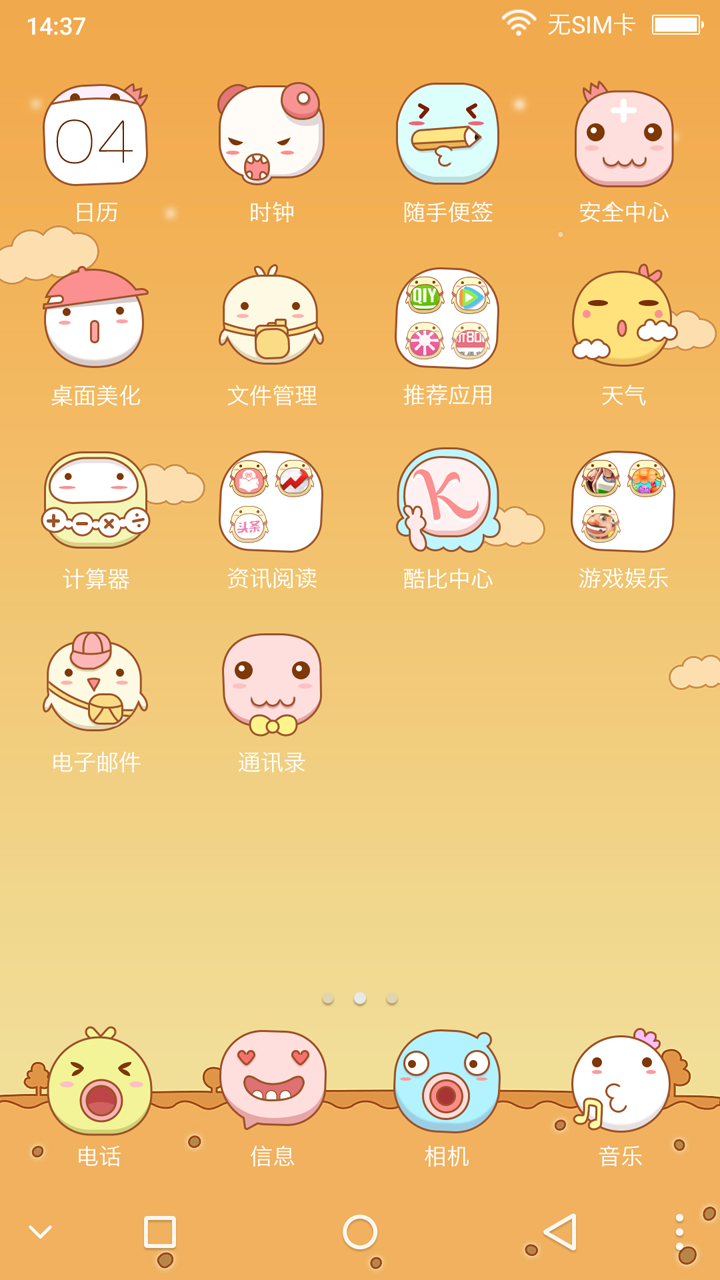 14:37 无SIM卡
04
日历 时钟 随手便签 安全中心
QIY
桌面美化 文件管理 推荐应用 天气
头条
K
计算器 资讯阅读 酷比中心 游戏娱乐
电子邮件 通讯录
电话 信息 相机 音乐